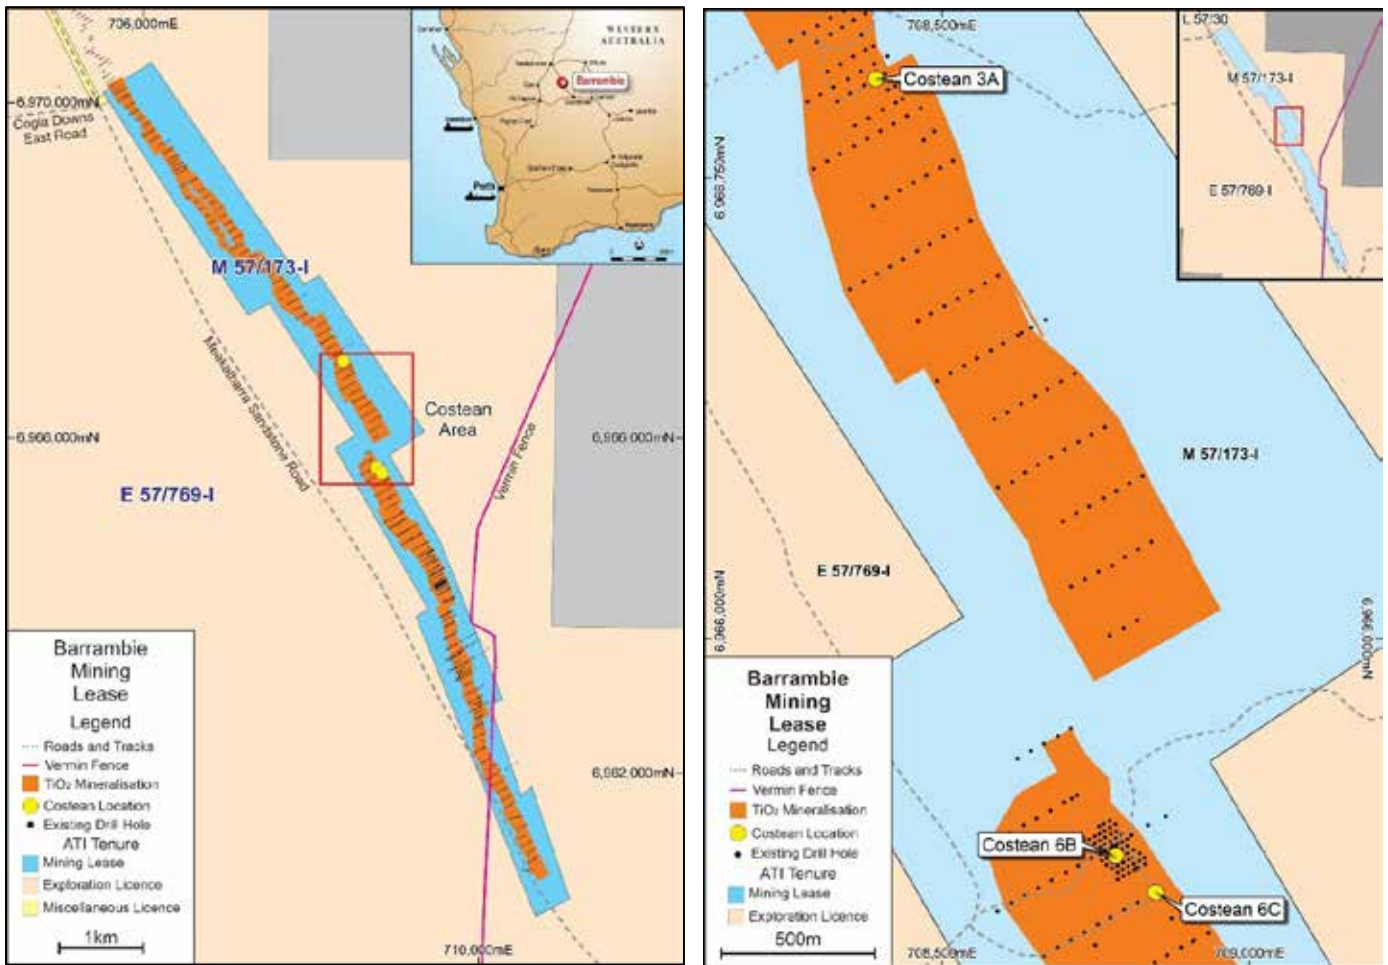 706,000mE
6,970,000mN
Cogla Downs
East Road
M 57/173-I
WESTERN
AUSTRALIA
Barrambie
Perth
Meekatharra Sandstone Road
Costean
Area
6,966,000mN
6,966,000mN
Vermin Fence
E 57/769-I
6,962,000mN
710,000mE
Barrambie
Mining
Lease
Legend
Roads and Tracks
Vermin Fence
TiO₂ Mineralisation
Costean Location
Existing Drill Hole
ATI Tenure
Mining Lease
Exploration Licence
Miscellaneous Licence
1km
708,500mE
L 57/30
Costean 3A
M 57/173-I
E 57/769-I
6,966,750mN
M 57/173-I
E 57/769-I
6,966,000mN
6,966,000mN
Barrambie
Mining
Lease
Legend
Roads and Tracks
Vermin Fence
TiO₂ Mineralisation
Costean Location
Existing Drill Hole
ATI Tenure
Mining Lease
Exploration Licence
500m
Costean 6B
Costean 6C
708,500mE
709,000mE